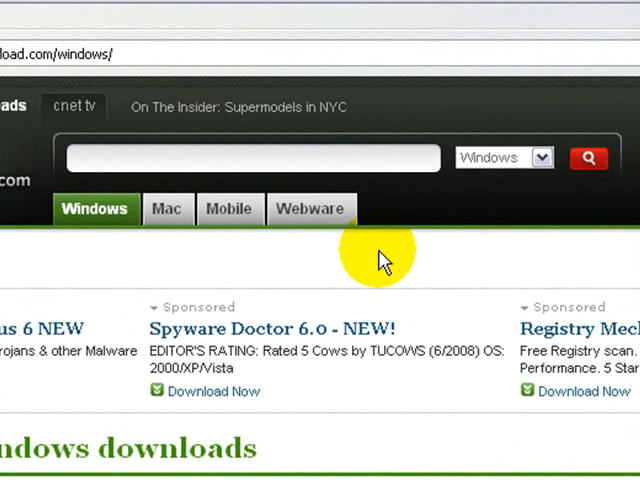 load.com/windows/
ads cnet tv On The Insider: Supermodels in NYC
Windows
com
Windows Mac Mobile Webware
Sponsored Sponsored
us 6 NEW Spyware Doctor 6.0 - NEW! Registry Mec
rojans & other Malware EDITOR'S RATING: Rated 5 Cows by TUCOWS (6/2008) OS: Free Registry scan.
2000/XP/Vista Performance. 5 Star
Download Now Download Now
ndows downloads